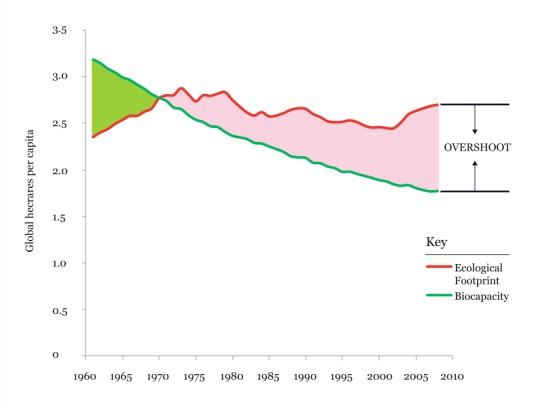 3.5
3.0
2.5
2.0
1.5
1.0
0.5
0
Global hecrares per capita
OVERSHOOT
Key
Ecological
Footprint
Biocapacity
1960 1965 1970 1975 1980 1985 1990 1995 2000 2005 2010